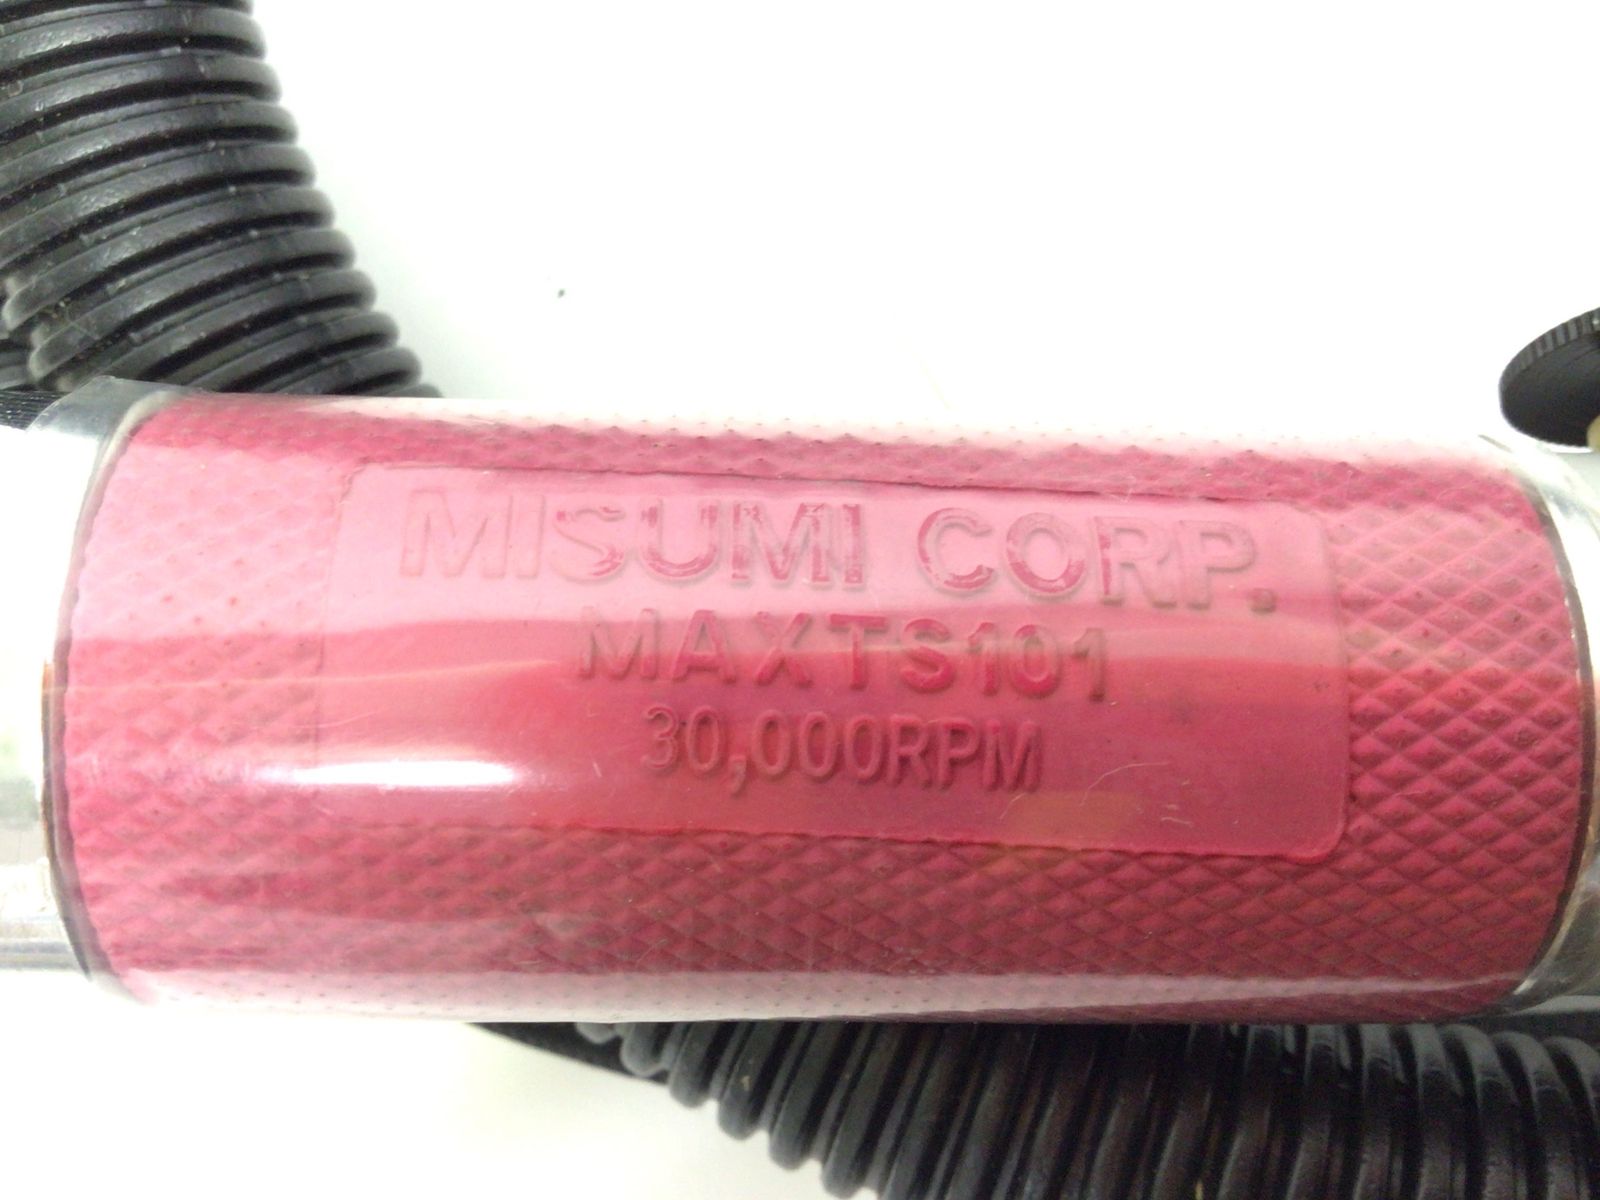 MISUMI CORP.
MAXTS101
30,000RPM